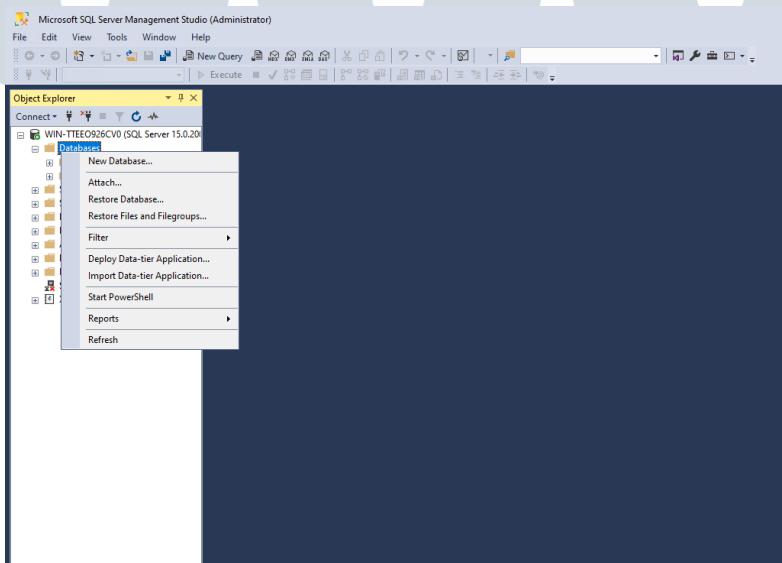 Microsoft SQL Server Management Studio (Administrator)
File Edit View Tools Window Help
New Query
Execute
Object Explorer
Connect
WIN-TTEEO926CV0 (SQL Server 15.0.20
Databases
New Database...
Attach...
Restore Database...
Restore Files and Filegroups...
Filter
Deploy Data-tier Application...
Import Data-tier Application...
Start PowerShell
Reports
Refresh